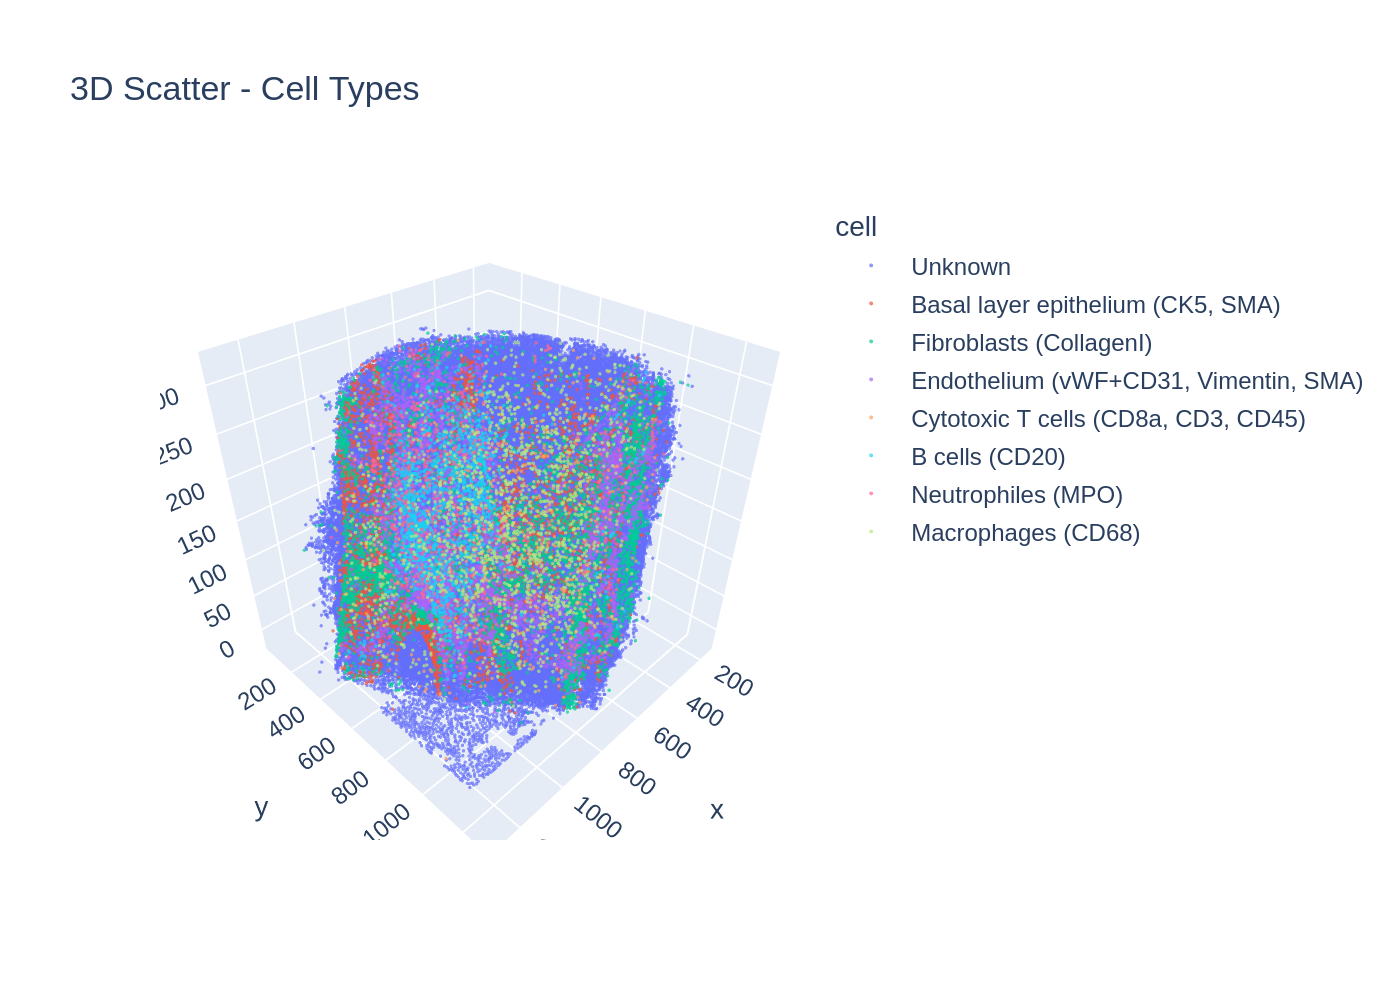 3D Scatter - Cell Types
cell
Unknown
Basal layer epithelium (CK5, SMA)
Fibroblasts (CollagenI)
Endothelium (vWF+CD31, Vimentin, SMA)
Cytotoxic T cells (CD8a, CD3, CD45)
B cells (CD20)
Neutrophiles (MPO)
Macrophages (CD68)
250
200
150
100
50
0
200
400
600
800
1000
y
200
400
600
800
1000
x